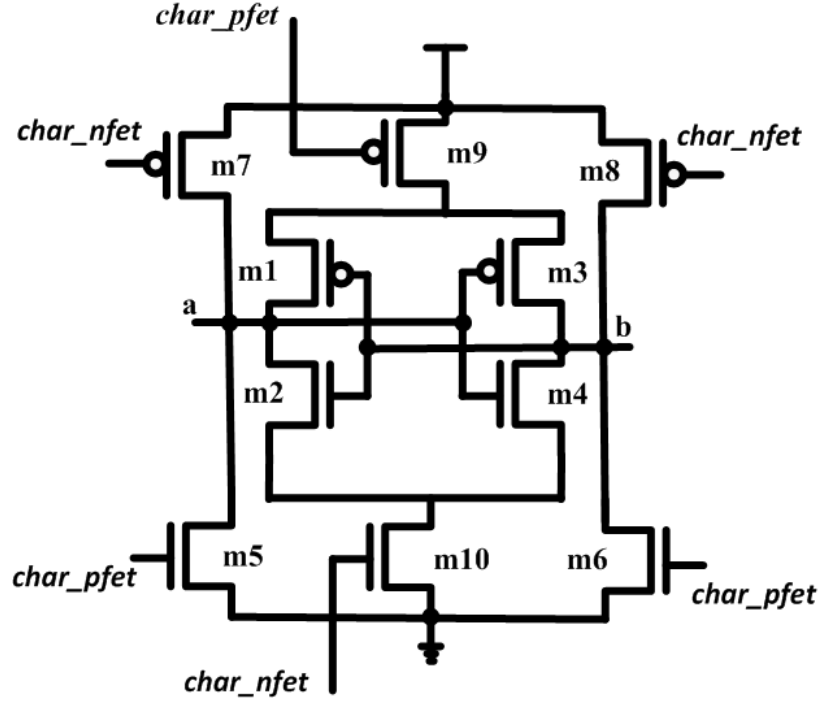 char_pfet
char_nfet
char_nfet
m7
m9
m8
m1
m3
a
b
m2
m4
m5
m10
m6
char_pfet
char_pfet
char_nfet